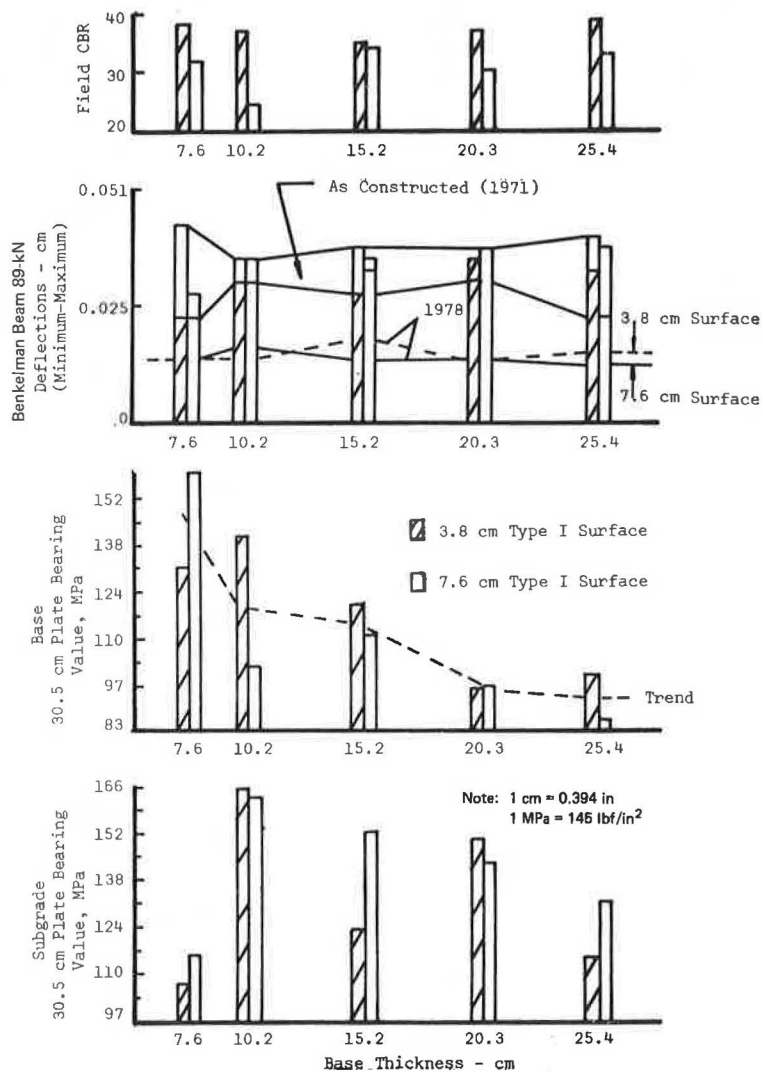 40
30
20
Field CBR
7.6 10.2 15.2 20.3 25.4
0.051
0.025
.0
Benkelman Beam 89-kN
Deflections - cm
(Minimum-Maximum)
As Constructed (1971)
1978
3.8 cm Surface
7.6 cm Surface
7.6 10.2 15.2 20.3 25.4
152
138
124
110
97
83
Base
30.5 cm Plate Bearing
Value, MPa
3.8 cm Type I Surface
7.6 cm Type I Surface
Trend
7.6 10.2 15.2 20.3 25.4
166
152
138
124
110
97
Subgrade
30.5 cm Plate Bearing
Value, MPa
Note: 1 cm = 0.394 in
1 MPa = 145 lbf/in²
7.6 10.2 15.2 20.3 25.4
Base Thickness - cm